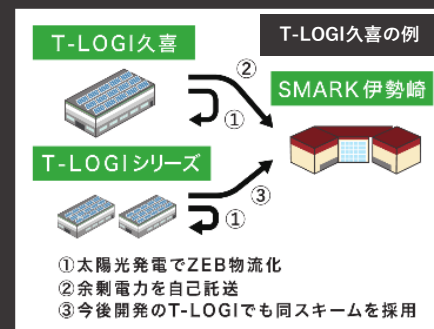 T-LOGI久喜の例
T-LOGI久喜
②
SMARK伊勢崎
①
T-LOGIシリーズ
③
①
①太陽光発電でZEB物流化
②余剰電力を自己託送
③今後開発のT-LOGIでも同スキームを採用